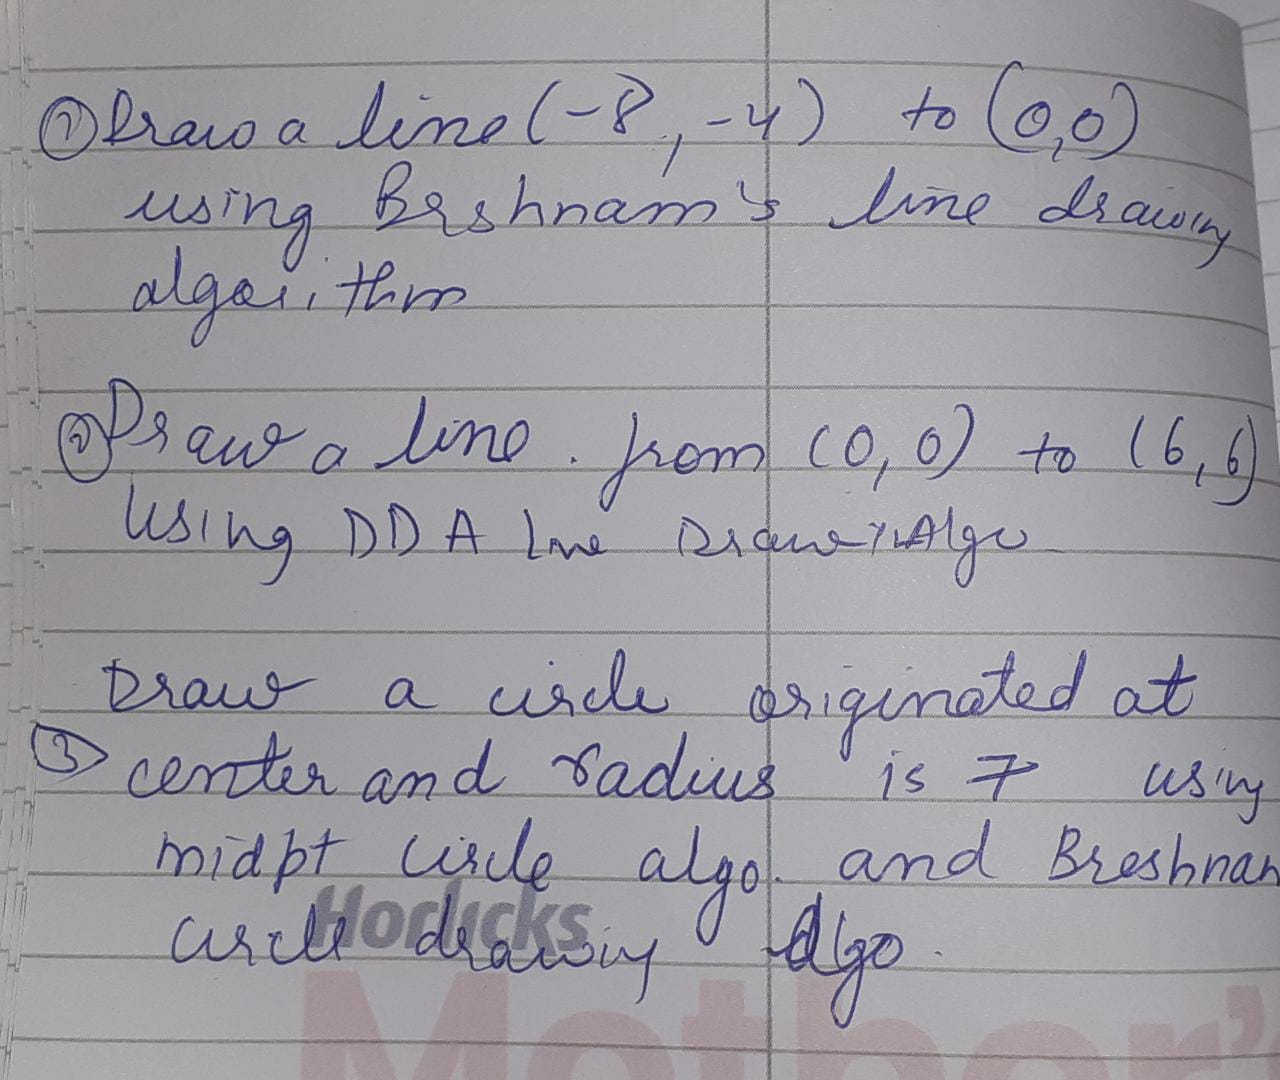 ① Draw a line (-8, -4) to (0,0)
using Breshnam's line drawing
algorithm
② Draw a line. from (0,0) to (6,6)
Using DDA Line Algo
Draw a circle originated at
③ center and radius is 7 using
midpt circle algo. and Breshnam
circle drawing Algo.
Horlicks
Mother's